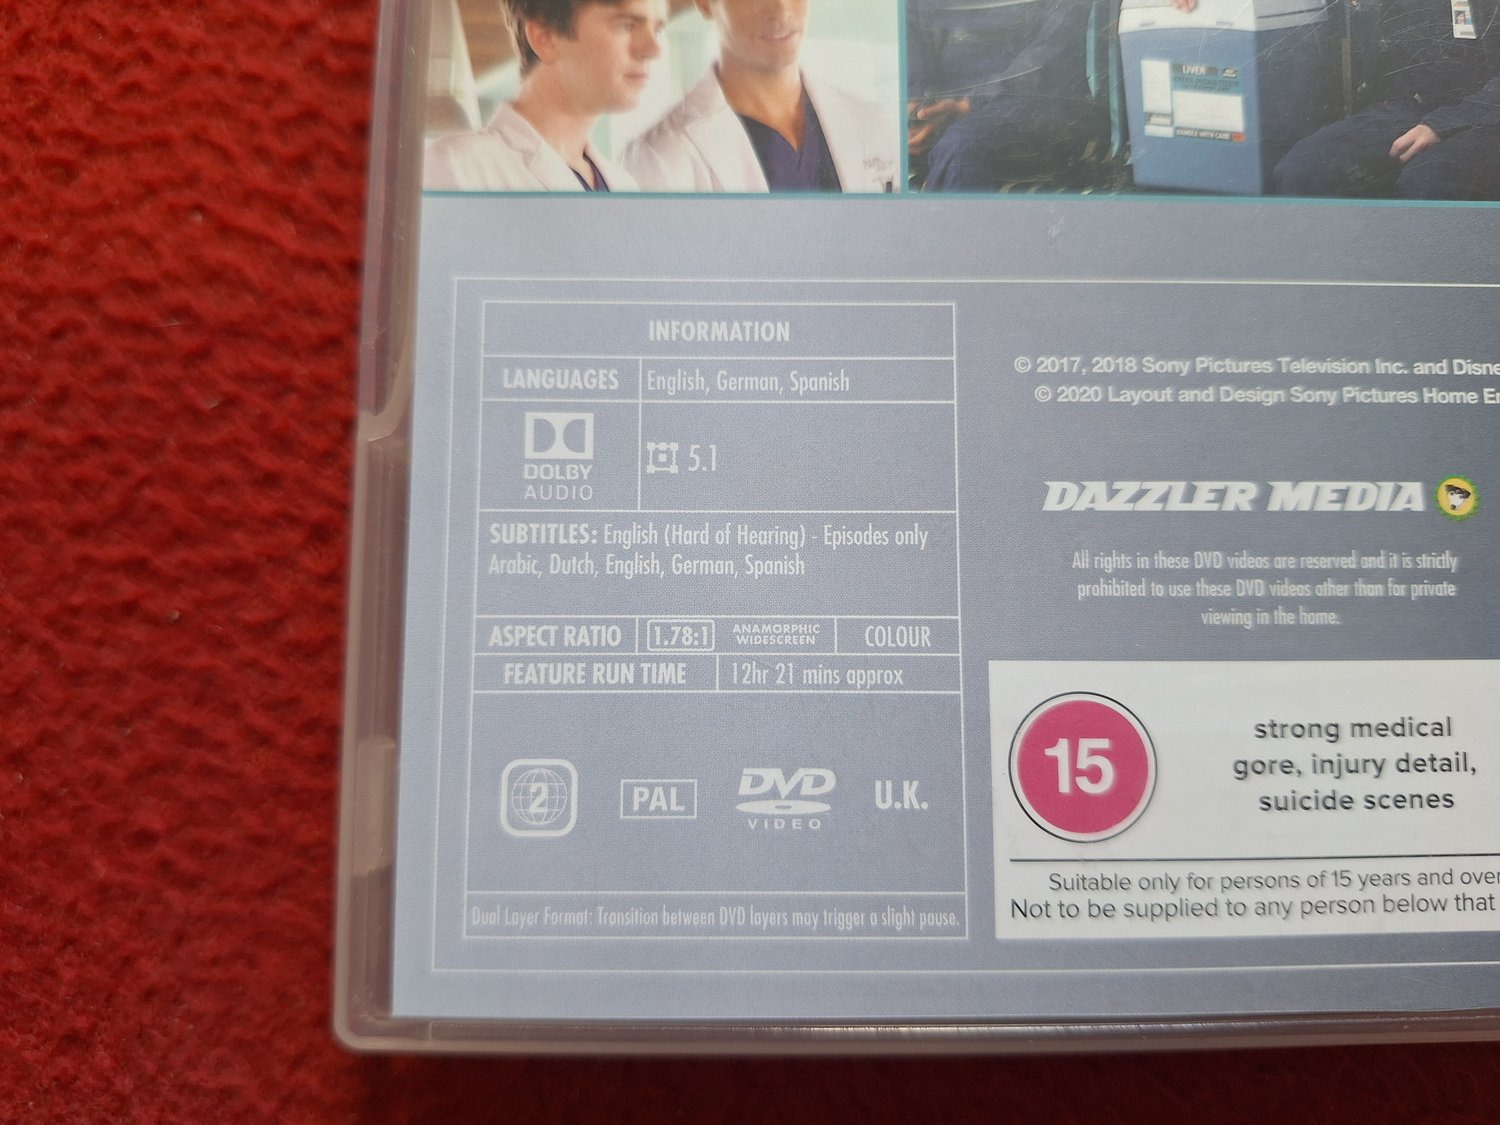 LIVER
HANDLE WITH CARE
INFORMATION
LANGUAGES English, German, Spanish
DOLBY
AUDIO
5.1
SUBTITLES: English (Hard of Hearing) - Episodes only
Arabic, Dutch, English, German, Spanish
ASPECT RATIO 1.78:1 ANAMORPHIC
WIDESCREEN COLOUR
FEATURE RUN TIME 12hr 21 mins approx
2 PAL DVD
VIDEO U.K.
Dual Layer Format: Transition between DVD layers may trigger a slight pause.
© 2017, 2018 Sony Pictures Television Inc. and Disne
© 2020 Layout and Design Sony Pictures Home En
DAZZLER MEDIA
All rights in these DVD videos are reserved and it is strictly
prohibited to use these DVD videos other than for private
viewing in the home.
15
strong medical
gore, injury detail,
suicide scenes
Suitable only for persons of 15 years and over
Not to be supplied to any person below that